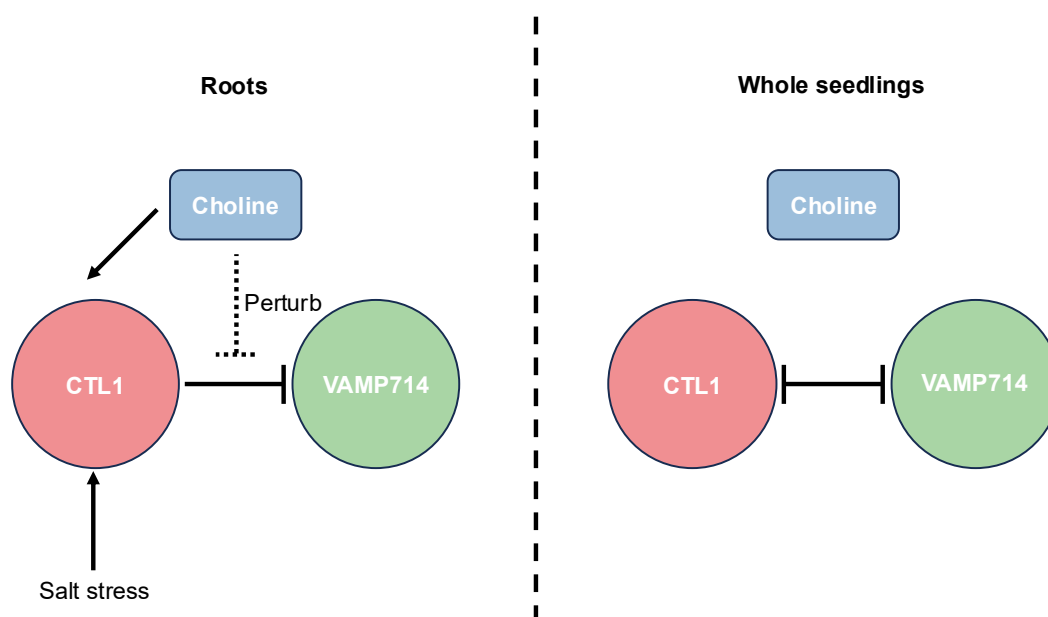 Roots
Choline
Perturb
CTL1
VAMP714
Salt stress
Whole seedlings
Choline
CTL1
VAMP714